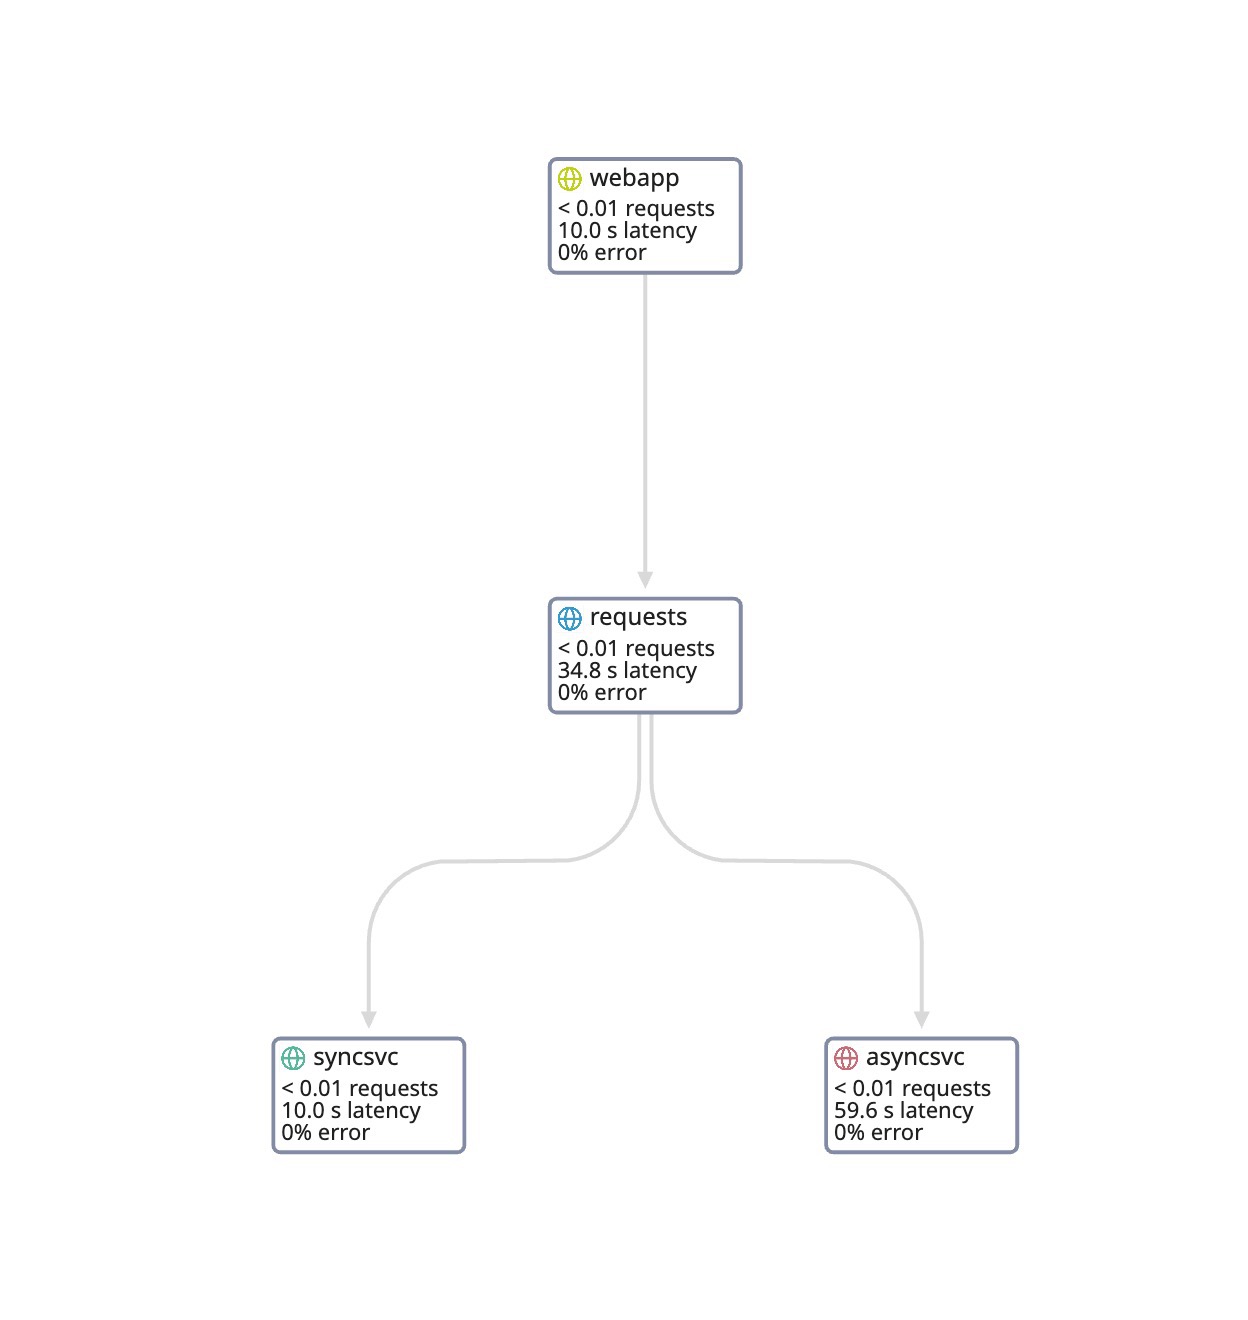 webapp
< 0.01 requests
10.0 s latency
0% error
requests
< 0.01 requests
34.8 s latency
0% error
syncsvc
< 0.01 requests
10.0 s latency
0% error
asyncsvc
< 0.01 requests
59.6 s latency
0% error